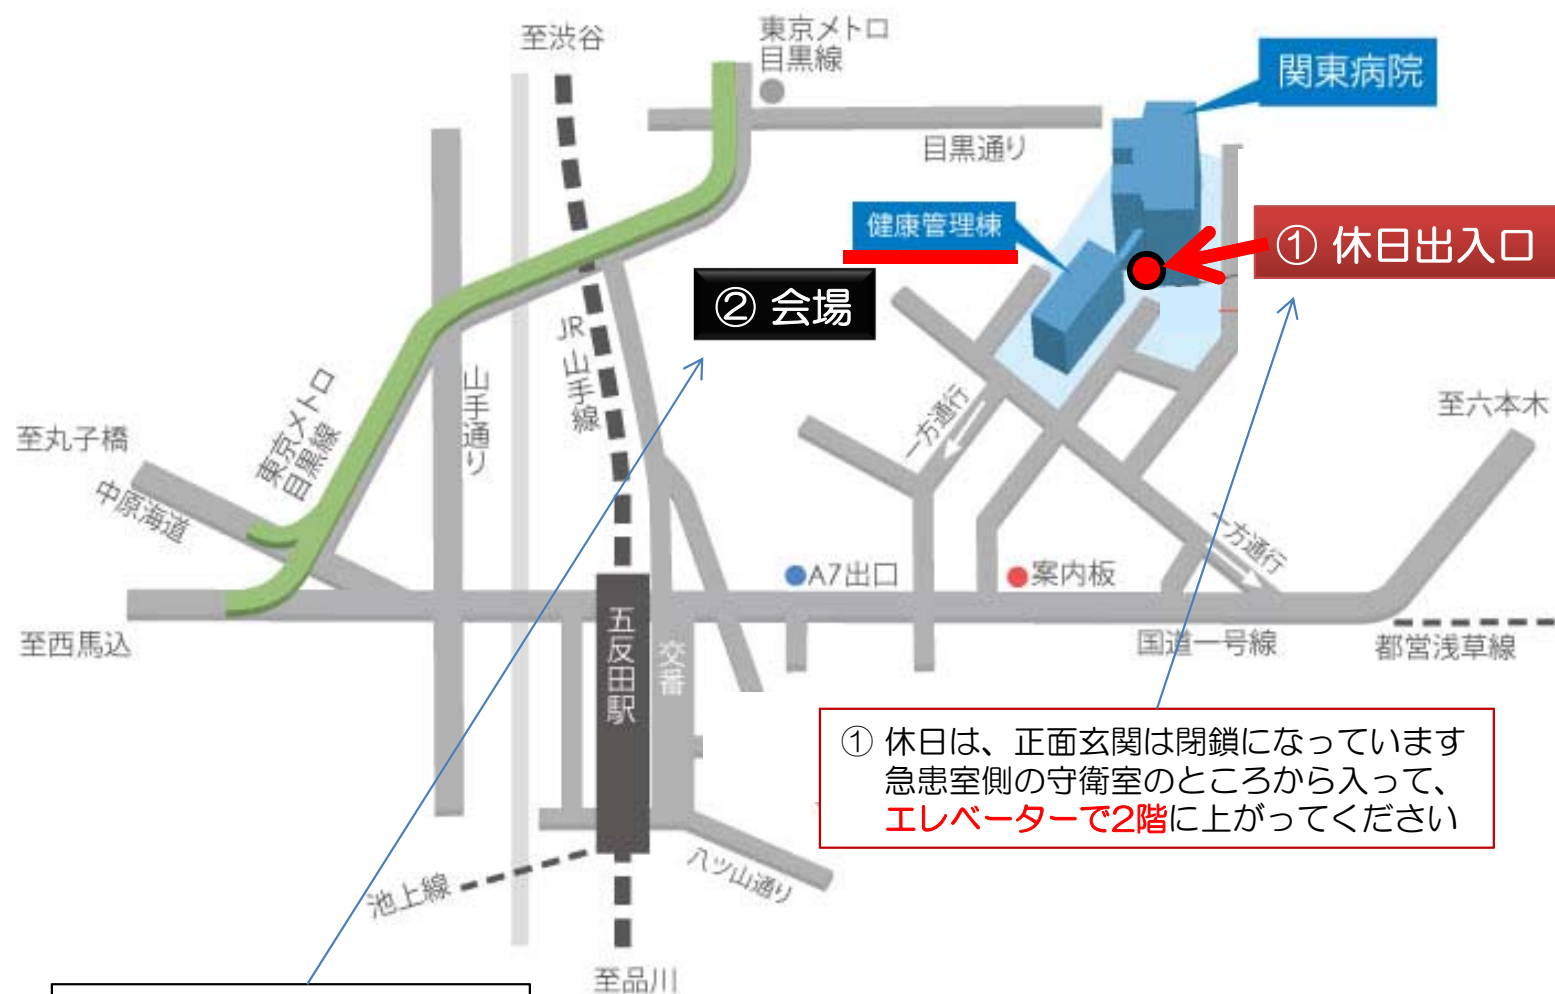 至渋谷
東京メトロ
目黒線
関東病院
目黒通り
健康管理棟
① 休日出入口
② 会場
JR山手線
山手通り
東京メトロ
目黒線
至丸子橋
中原海道
一方通行
至六本木
一方通行
A7出口
案内板
至西馬込
五反田駅
交番
国道一号線
都営浅草線
① 休日は、正面玄関は閉鎖になっています
急患室側の守衛室のところから入って、
エレベーターで2階に上がってください
八ツ山通り
池上線
至品川